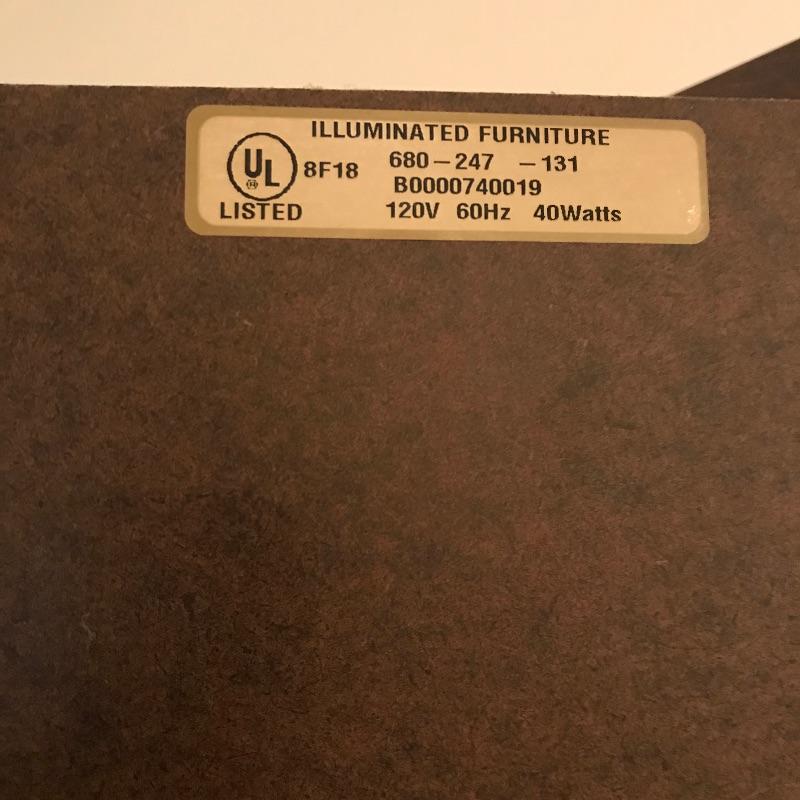 ILLUMINATED FURNITURE
UL 8F18 680-247 -131
B0000740019
LISTED 120V 60Hz 40Watts